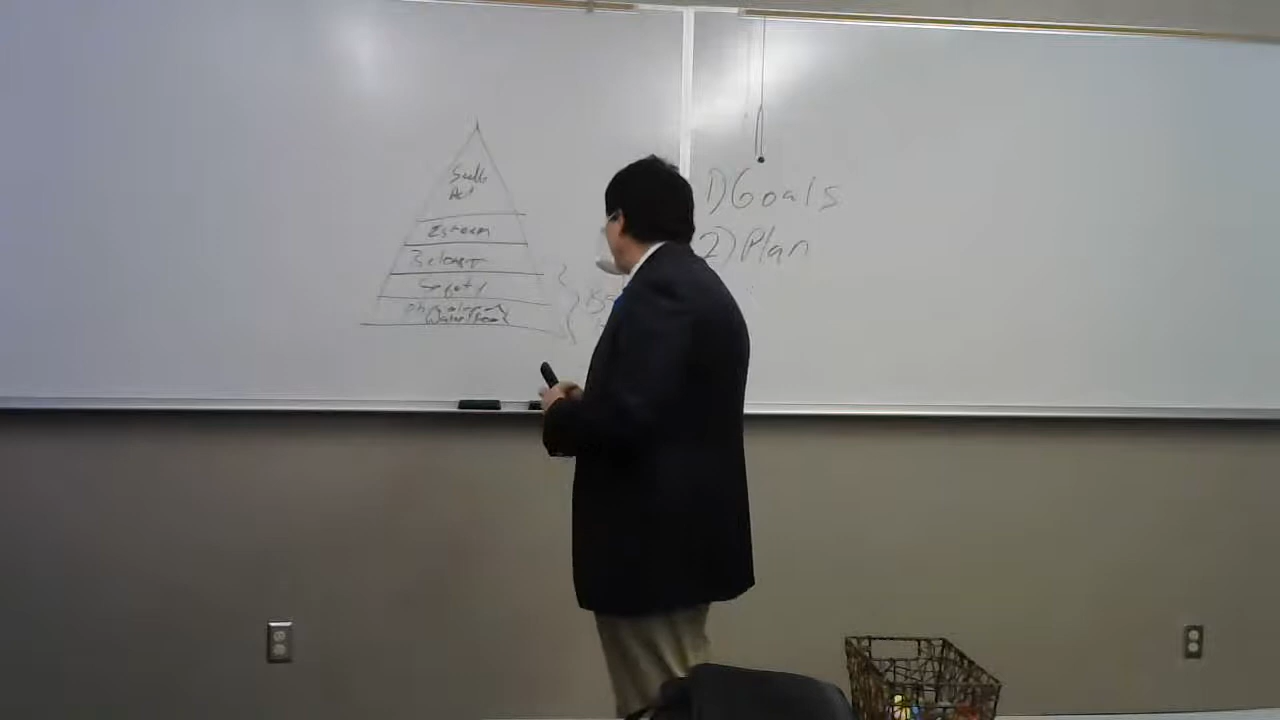 Self
Act
Esteem
Belong
Safety
Water/Food
1) Goals
2) Plan